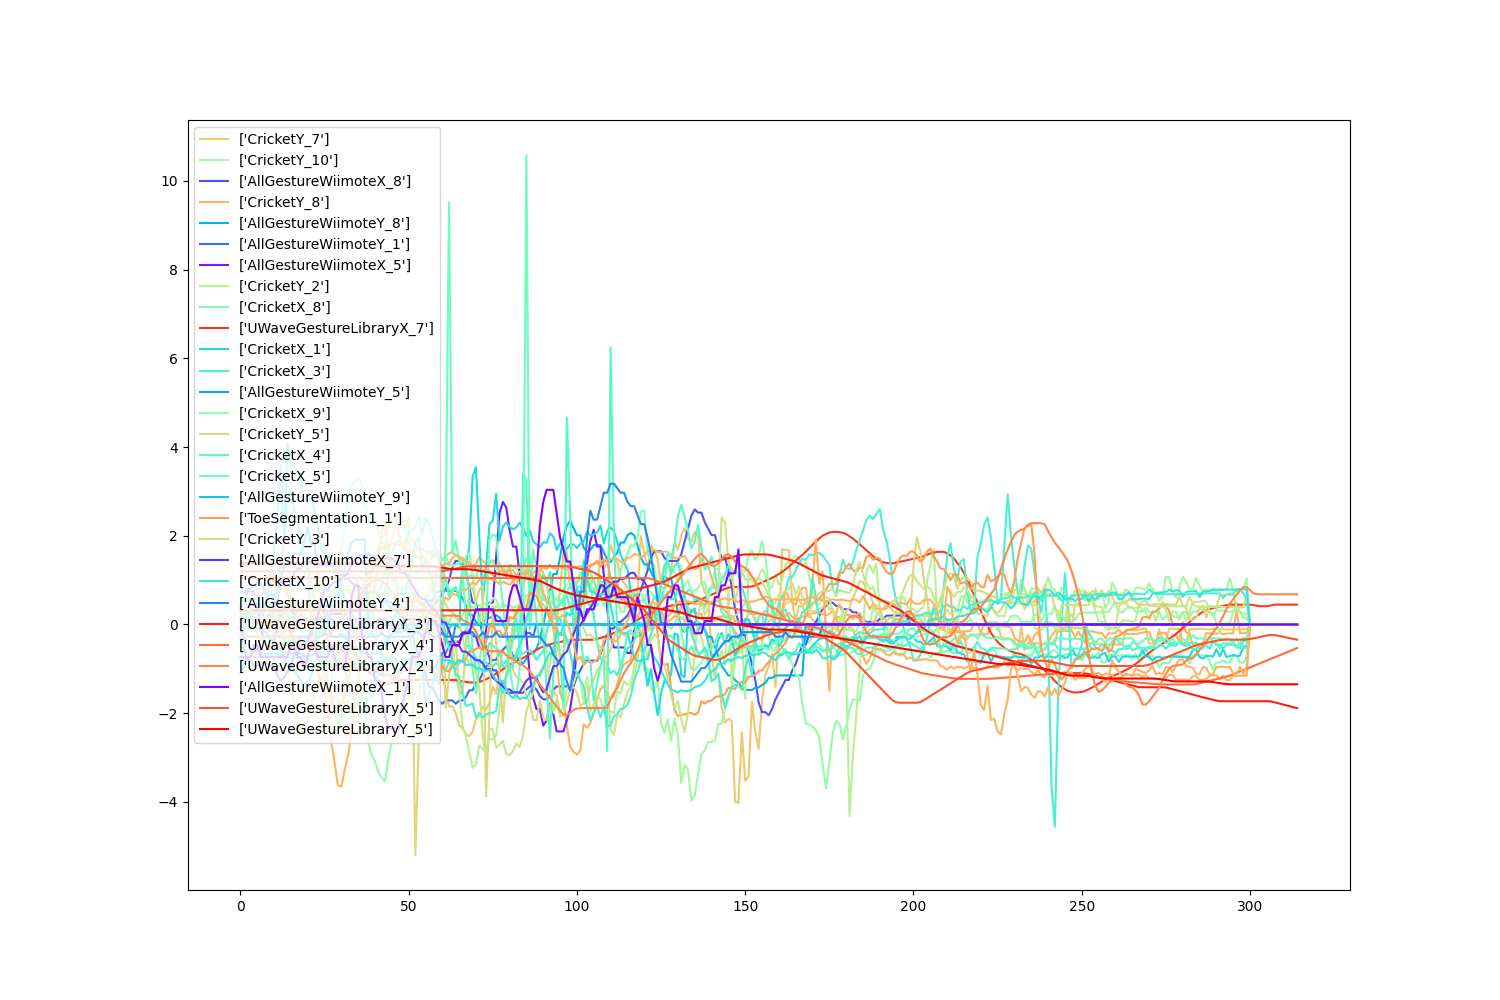 ['CricketY_7']
['CricketY_10']
['AllGestureWiimoteX_8']
['CricketY_8']
['AllGestureWiimoteY_8']
['AllGestureWiimoteY_1']
['AllGestureWiimoteX_5']
['CricketY_2']
['CricketX_8']
['UWaveGestureLibraryX_7']
['CricketX_1']
['CricketX_3']
['AllGestureWiimoteY_5']
['CricketX_9']
['CricketY_5']
['CricketX_4']
['CricketX_5']
['AllGestureWiimoteY_9']
['ToeSegmentation1_1']
['CricketY_3']
['AllGestureWiimoteX_7']
['CricketX_10']
['AllGestureWiimoteY_4']
['UWaveGestureLibraryY_3']
['UWaveGestureLibraryX_4']
['UWaveGestureLibraryX_2']
['AllGestureWiimoteX_1']
['UWaveGestureLibraryX_5']
['UWaveGestureLibraryY_5']
10
8
6
4
2
0
−2
−4
0 50 100 150 200 250 300